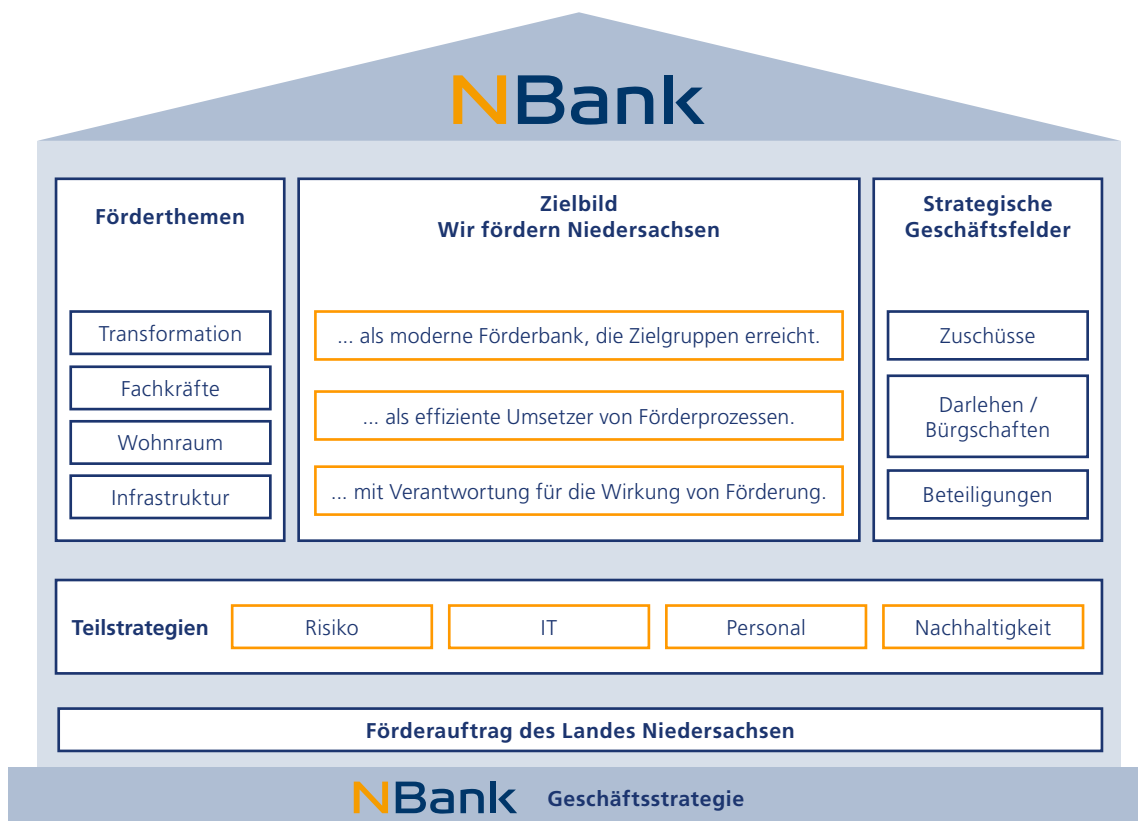 NBank
Förderthemen
Transformation
Fachkräfte
Wohnraum
Infrastruktur
Zielbild
Wir fördern Niedersachsen
... als moderne Förderbank, die Zielgruppen erreicht.
... als effiziente Umsetzer von Förderprozessen.
... mit Verantwortung für die Wirkung von Förderung.
Strategische
Geschäftsfelder
Zuschüsse
Darlehen /
Bürgschaften
Beteiligungen
Teilstrategien
Risiko
IT
Personal
Nachhaltigkeit
Förderauftrag des Landes Niedersachsen
NBank Geschäftsstrategie